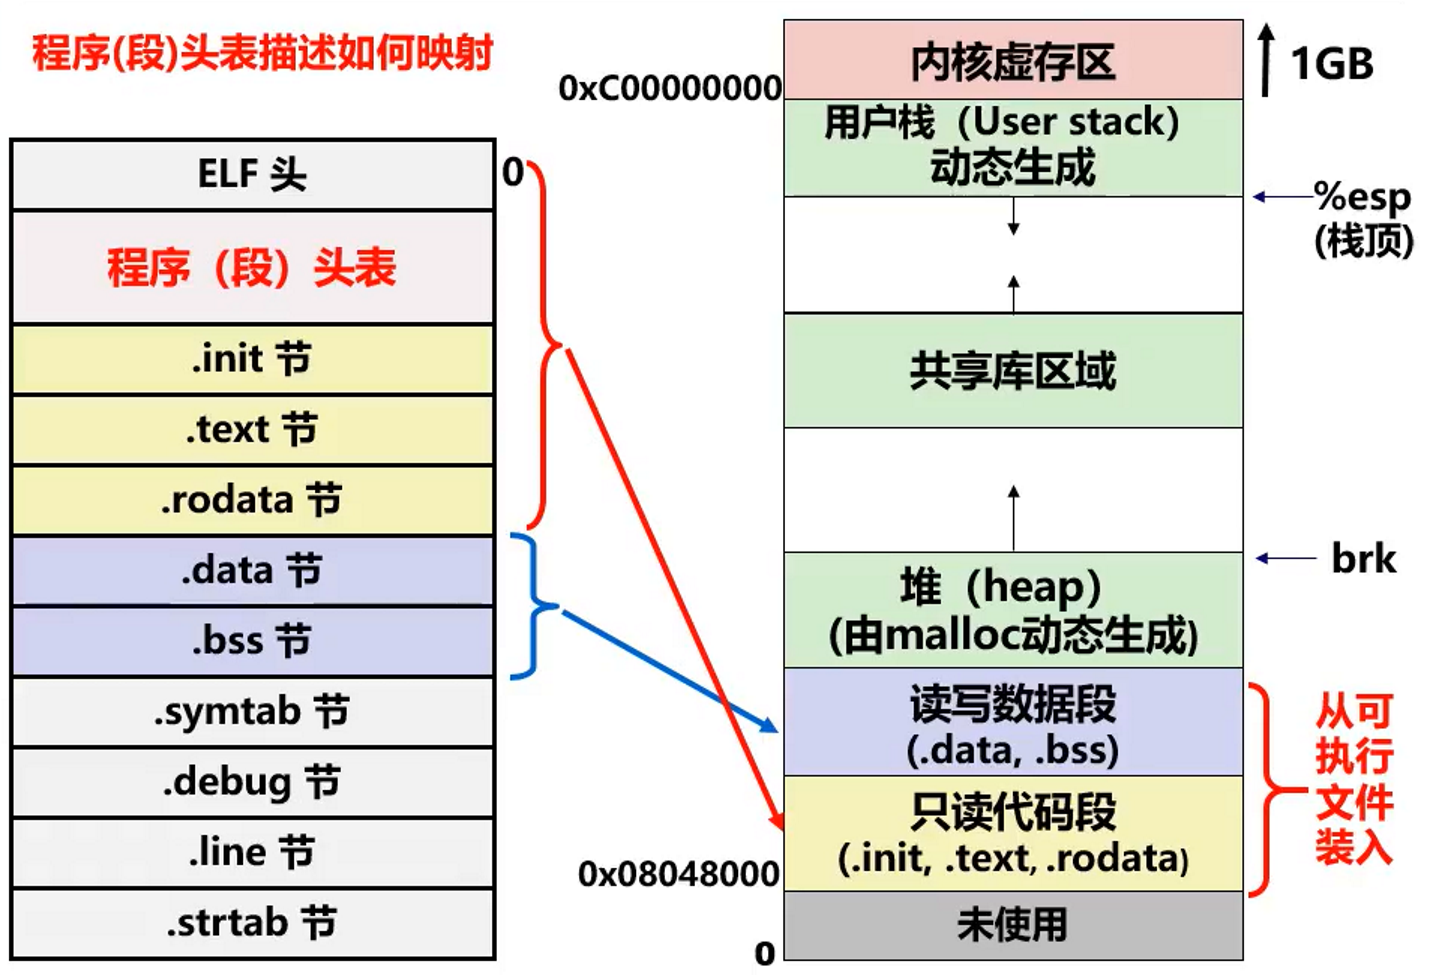 程序(段)头表描述如何映射
ELF 头
0
程序（段）头表
.init 节
.text 节
.rodata 节
.data 节
.bss 节
.symtab 节
.debug 节
.line 节
.strtab 节
0xC00000000
内核虚存区
1GB
用户栈（User stack）
动态生成
%esp
(栈顶)
共享库区域
brk
堆（heap）
(由malloc动态生成)
读写数据段
(.data, .bss)
只读代码段
(.init, .text, .rodata)
0x08048000
未使用
0
从可
执行
文件
装入